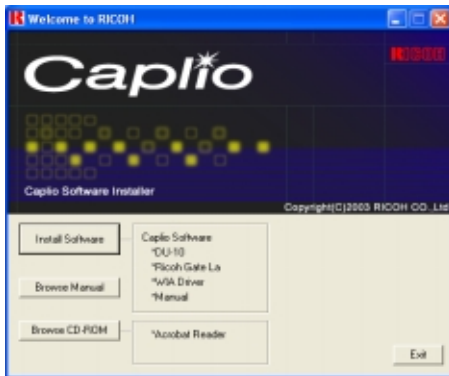 Welcome to RICOH
RICOH
Caplio
Caplio Software Installer
Copyright(C)2003 RICOH CO.,Ltd
Install Software
Caplio Software
*DU-10
*Ricoh Gate La
*WIA Driver
*Manual
Browse Manual
Browse CD-ROM
*Acrobat Reader
Exit